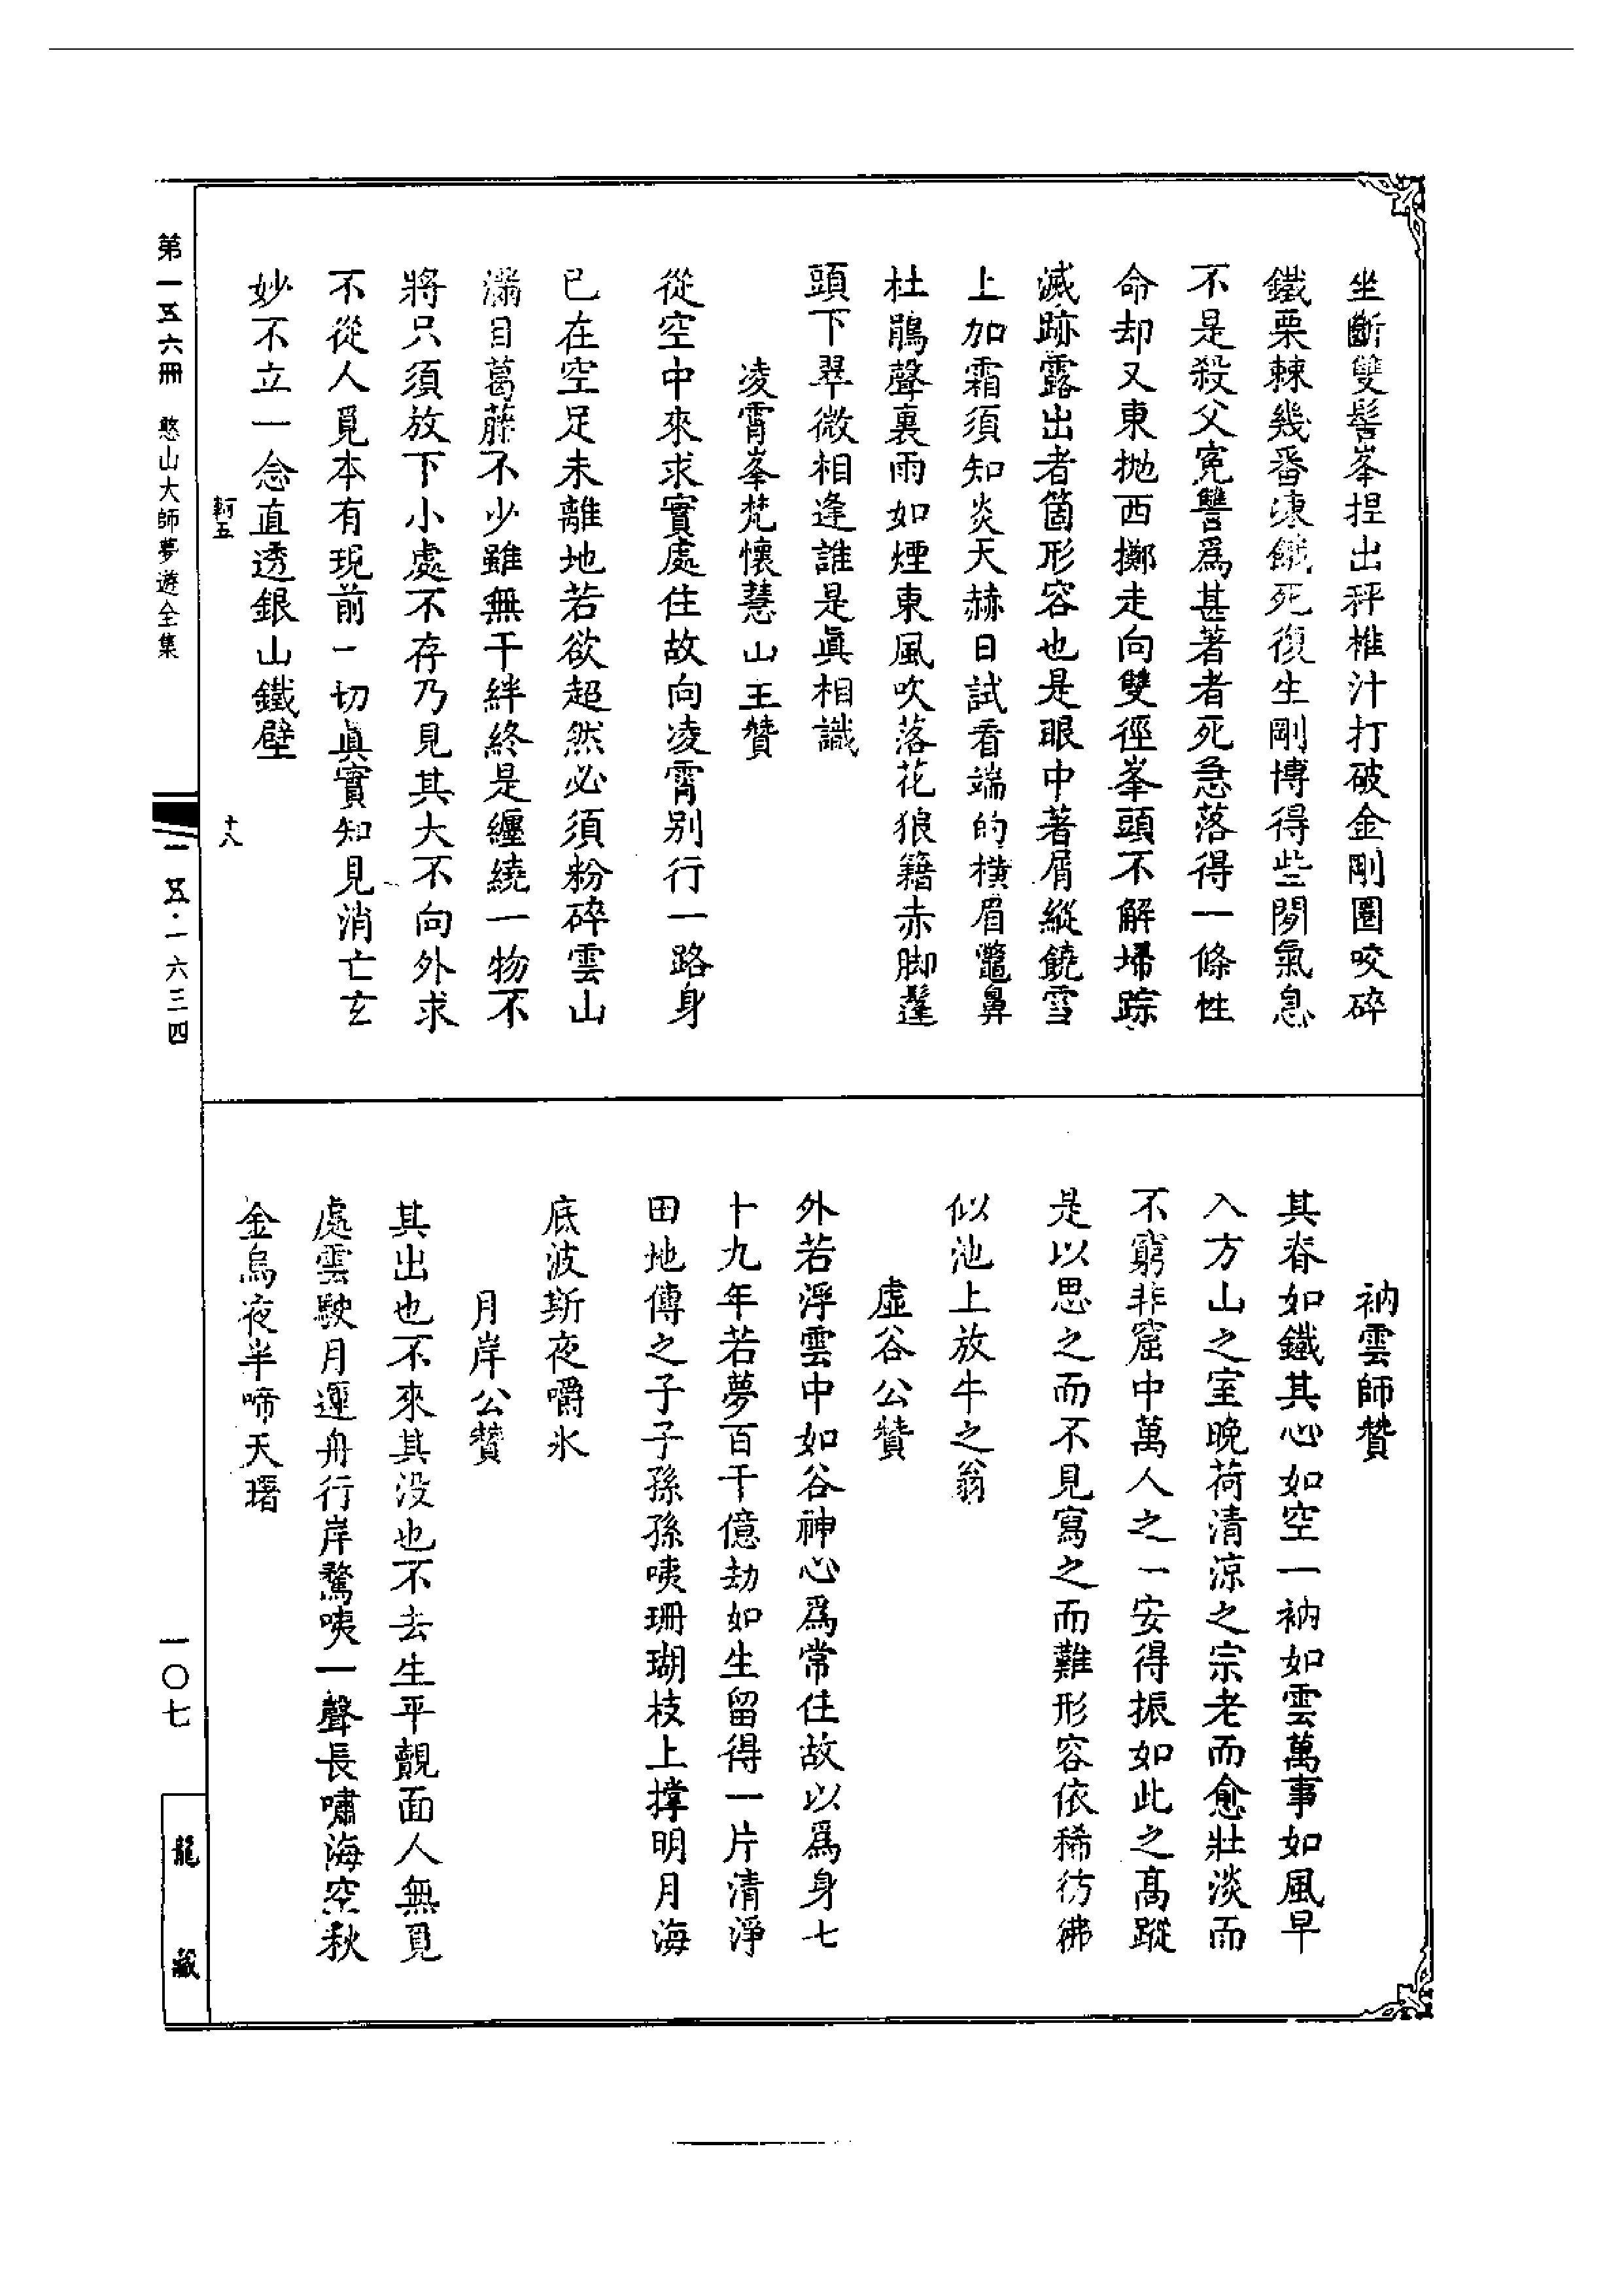 坐斷雙髻峯捏出秤椎汁打破金剛圈咬碎
鐵栗棘幾番凍餓死復生剛博得些閒氣息
不是殺父寃讐爲甚著者死急落得一條性
命却又東抛西擲走向雙徑峯頭不解埽踪
滅跡露出者箇形容也是眼中著屑縱饒雪
上加霜須知炎天赫日試看端的橫眉鼈鼻
杜鵑聲裏雨如煙東風吹落花狼籍赤脚蓬
頭下翠微相逢誰是眞相識
凌霄峯梵懷慧山主贊
從空中來求實處住故向凌霄別行一路身
已在空足未離地若欲超然必須粉碎雲山
滿目葛藤不少雖無干絆終是纏繞一物不
將只須放下小處不存乃見其大不向外求
不從人覓本有現前一切眞實知見消亡玄
妙不立一念直透銀山鐵壁
衲雲師贊
其脊如鐵其心如空一衲如雲萬事如風早
入方山之室晚荷清涼之宗老而愈壯淡而
不窮非窟中萬人之一安得振如此之高蹤
是以思之而不見寫之而難形容依稀彷彿
似池上放牛之翁
虛谷公贊
外若浮雲中如谷神心爲常住故以爲身七
十九年若夢百千億劫如生留得一片清淨
田地傳之子子孫孫咦珊瑚枝上撑明月海
底波斯夜嚼氷
月岸公贊
其出也不來其没也不去生平覿面人無覓
處雲駛月運舟行岸騖咦一聲長嘯海空秋
金烏夜半啼天曙
第一五六冊 憨山大師夢遊全集
軻五
十八
一五·一六三四
一〇七
龍藏